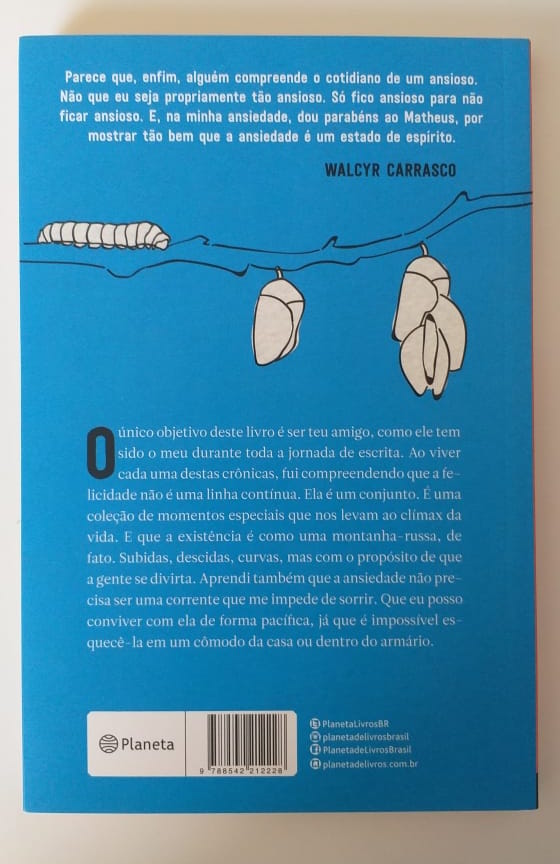 Parece que, enfim, alguém compreende o cotidiano de um ansioso.
Não que eu seja propriamente tão ansioso. Só fico ansioso para não
ficar ansioso. E, na minha ansiedade, dou parabéns ao Matheus, por
mostrar tão bem que a ansiedade é um estado de espírito.
WALCYR CARRASCO
O único objetivo deste livro é ser teu amigo, como ele tem
sido o meu durante toda a jornada de escrita. Ao viver
cada uma destas crônicas, fui compreendendo que a fe-
licidade não é uma linha contínua. Ela é um conjunto. É uma
coleção de momentos especiais que nos levam ao clímax da
vida. E que a existência é como uma montanha-russa, de
fato. Subidas, descidas, curvas, mas com o propósito de que
a gente se divirta. Aprendi também que a ansiedade não pre-
cisa ser uma corrente que me impede de sorrir. Que eu posso
conviver com ela de forma pacífica, já que é impossível es-
quecê-la em um cômodo da casa ou dentro do armário.
Planeta
9 788542 212228
PlanetaLivrosBR
planetadelivrosbrasil
PlanetadeLivrosBrasil
planetadelivros.com.br